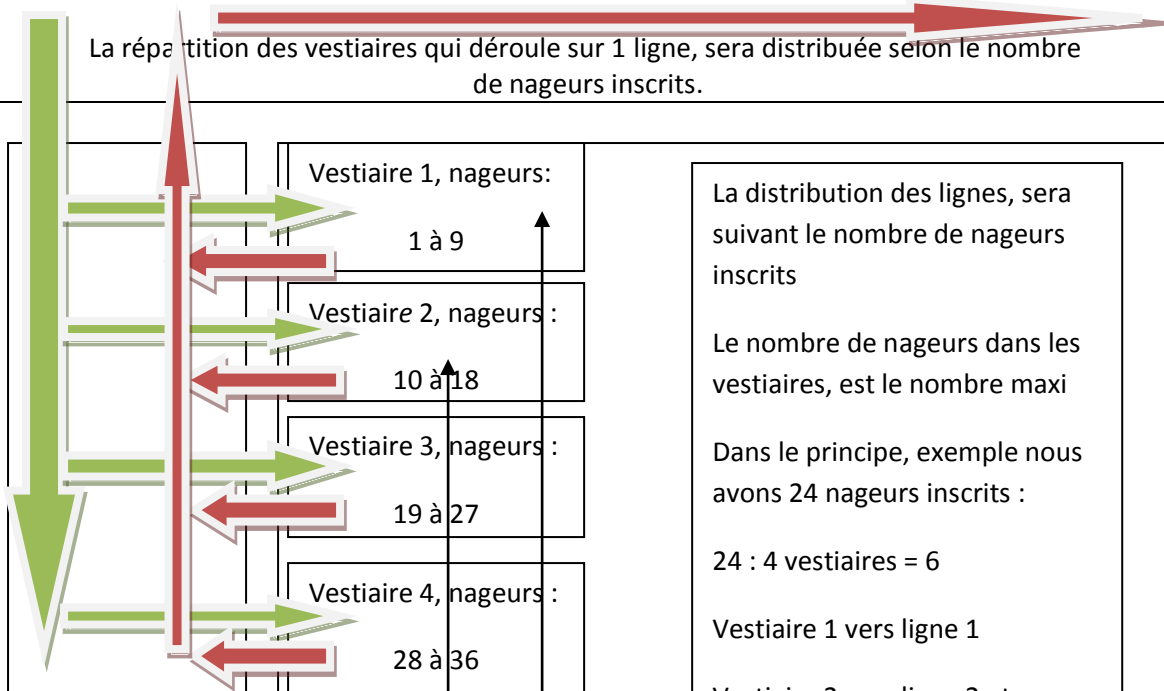 La répartition des vestiaires qui déroule sur 1 ligne, sera distribuée selon le nombre
de nageurs inscrits.
Vestiaire 1, nageurs:
1 à 9
Vestiaire 2, nageurs :
10 à 18
Vestiaire 3, nageurs :
19 à 27
Vestiaire 4, nageurs :
28 à 36
La distribution des lignes, sera
suivant le nombre de nageurs
inscrits
Le nombre de nageurs dans les
vestiaires, est le nombre maxi
Dans le principe, exemple nous
avons 24 nageurs inscrits :
24 : 4 vestiaires = 6
Vestiaire 1 vers ligne 1